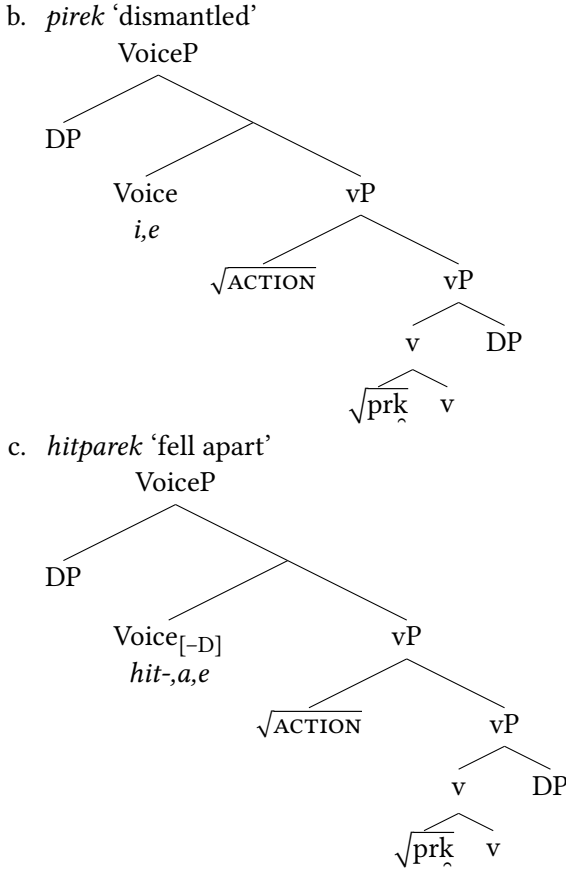 b. pirek ‘dismantled’
VoiceP
DP
Voice vP
i,e
√ACTION vP
v DP
√prk̯ v
c. hitparek ‘fell apart’
VoiceP
DP
Voice[–D] vP
hit-,a,e
√ACTION vP
v DP
√prk̯ v